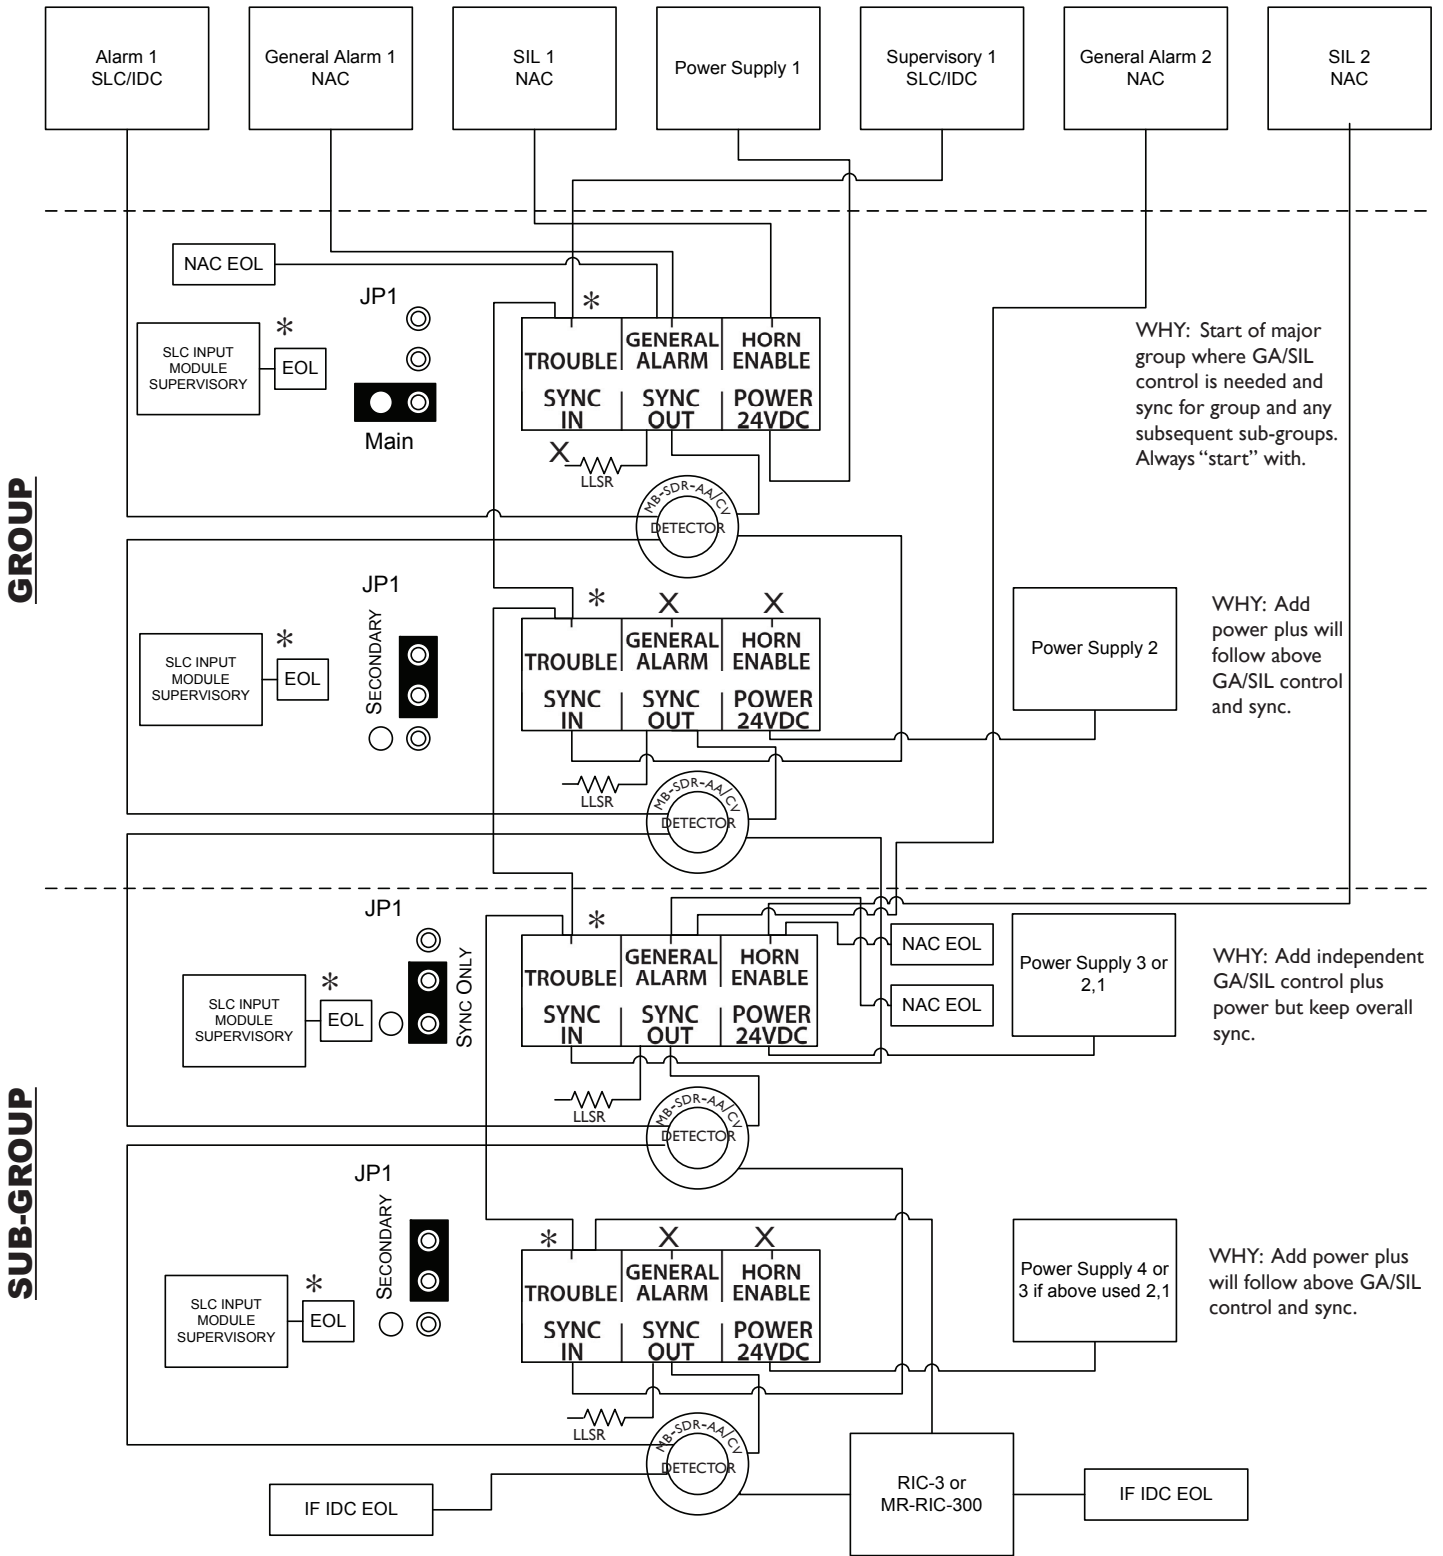 Alarm 1
SLC/IDC
General Alarm 1
NAC
SIL 1
NAC
Power Supply 1
Supervisory 1
SLC/IDC
General Alarm 2
NAC
SIL 2
NAC
GROUP
NAC EOL
JP1
*
SLC INPUT
MODULE
SUPERVISORY
EOL
Main
*
TROUBLE
GENERAL
ALARM
HORN
ENABLE
SYNC
IN
SYNC
OUT
POWER
24VDC
X
LLSR
MB-SDR-AA/CV
DETECTOR
WHY: Start of major
group where GA/SIL
control is needed and
sync for group and any
subsequent sub-groups.
Always “start” with.
JP1
*
SLC INPUT
MODULE
SUPERVISORY
EOL
SECONDARY
*
X
X
TROUBLE
GENERAL
ALARM
HORN
ENABLE
SYNC
IN
SYNC
OUT
POWER
24VDC
LLSR
MB-SDR-AA/CV
DETECTOR
Power Supply 2
WHY: Add
power plus will
follow above
GA/SIL control
and sync.
SUB-GROUP
JP1
*
SLC INPUT
MODULE
SUPERVISORY
EOL
SYNC ONLY
*
TROUBLE
GENERAL
ALARM
HORN
ENABLE
SYNC
IN
SYNC
OUT
POWER
24VDC
NAC EOL
NAC EOL
LLSR
MB-SDR-AA/CV
DETECTOR
Power Supply 3 or
2,1
WHY: Add independent
GA/SIL control plus
power but keep overall
sync.
JP1
*
SLC INPUT
MODULE
SUPERVISORY
EOL
SECONDARY
*
X
X
TROUBLE
GENERAL
ALARM
HORN
ENABLE
SYNC
IN
SYNC
OUT
POWER
24VDC
LLSR
MB-SDR-AA/CV
DETECTOR
Power Supply 4 or
3 if above used 2,1
WHY: Add power plus
will follow above GA/SIL
control and sync.
IF IDC EOL
RIC-3 or
MR-RIC-300
IF IDC EOL